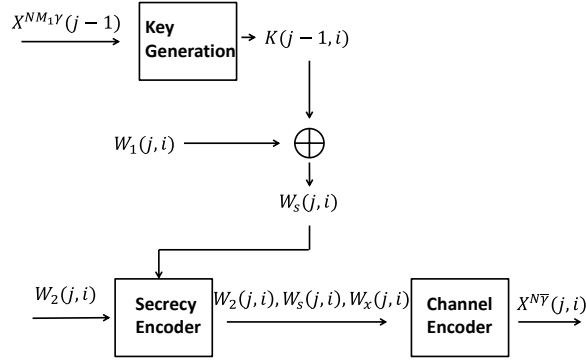 X^{NM_1γ}(j − 1)
Key
Generation
K(j − 1, i)
W_1(j, i)
W_s(j, i)
W_2(j, i)
Secrecy
Encoder
W_2(j, i), W_s(j, i), W_x(j, i)
Channel
Encoder
X^{Nγ̅}(j, i)